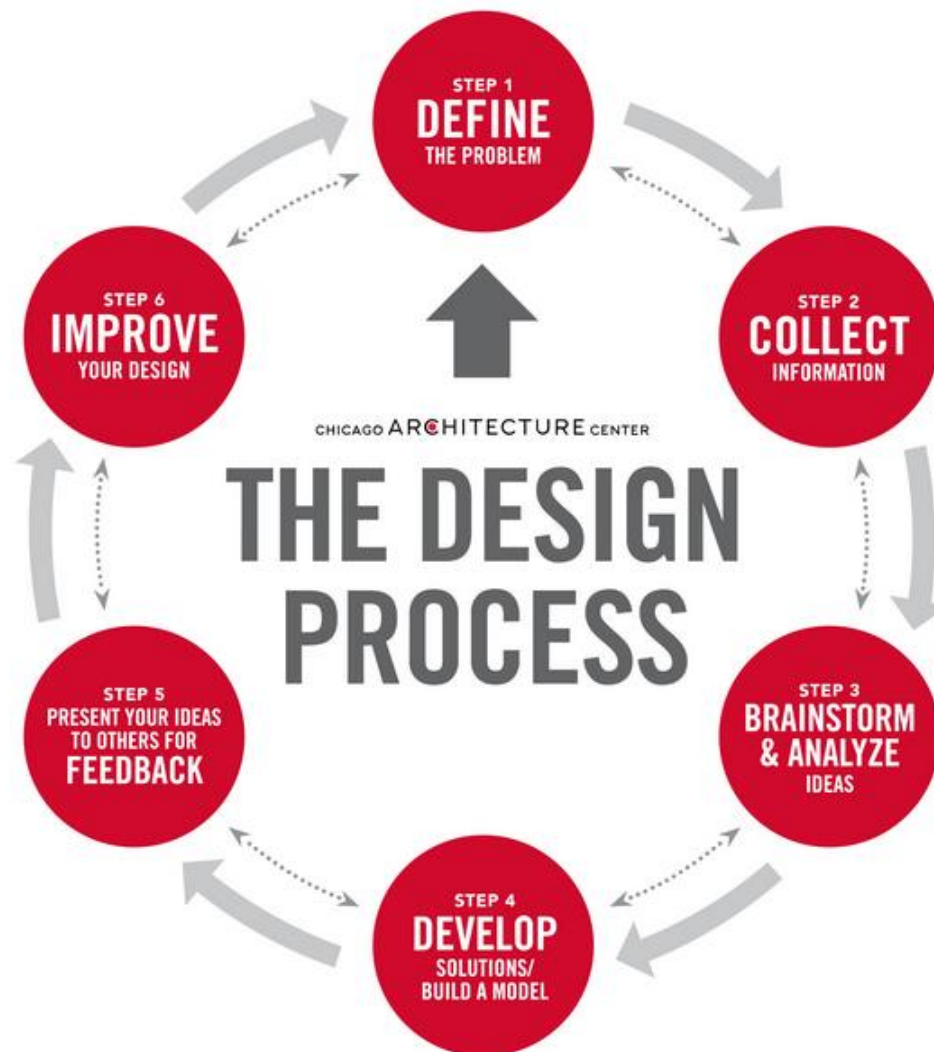 STEP 1
DEFINE
THE PROBLEM
STEP 2
COLLECT
INFORMATION
STEP 3
BRAINSTORM
& ANALYZE
IDEAS
STEP 4
DEVELOP
SOLUTIONS/
BUILD A MODEL
STEP 5
PRESENT YOUR IDEAS
TO OTHERS FOR
FEEDBACK
STEP 6
IMPROVE
YOUR DESIGN
CHICAGO ARCHITECTURE CENTER
THE DESIGN
PROCESS